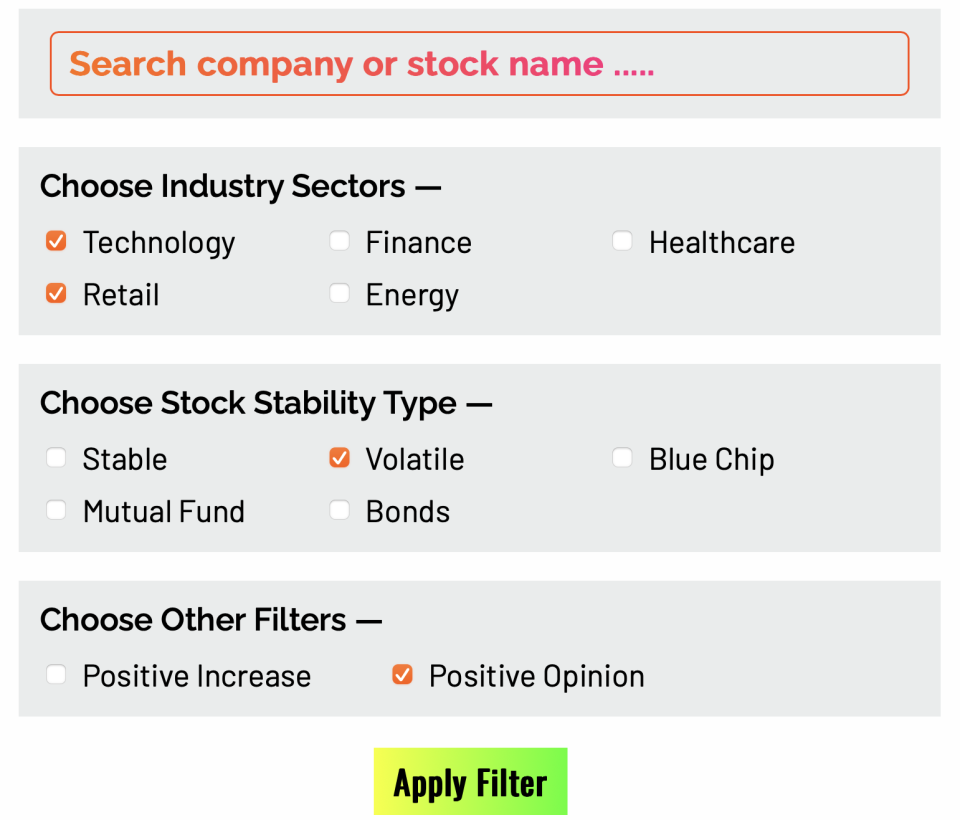 Search company or stock name .....
Choose Industry Sectors —
Technology Finance Healthcare
Retail Energy
Choose Stock Stability Type —
Stable Volatile Blue Chip
Mutual Fund Bonds
Choose Other Filters —
Positive Increase Positive Opinion
Apply Filter